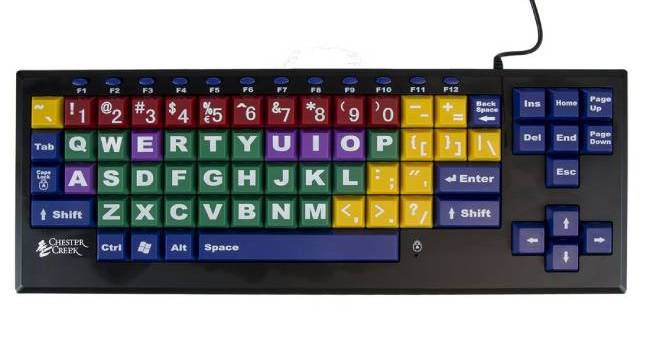 F1 F2 F3 F4 F5 F6 F7 F8 F9 F10 F11 F12
~ ` ! 1 @ 2 # 3 $ 4 % €5 ^ 6 & 7 * 8 ( 9 ) 0 _ - + = Back Space Ins Home Page Up
Tab Q W E R T Y U I O P { [ } ] | \ Del End Page Down
Caps Lock A S D F G H J K L : ; " ' Enter Esc
Shift Z X C V B N M < , > . ? / Shift
CHESTER CREEK Ctrl Alt Space